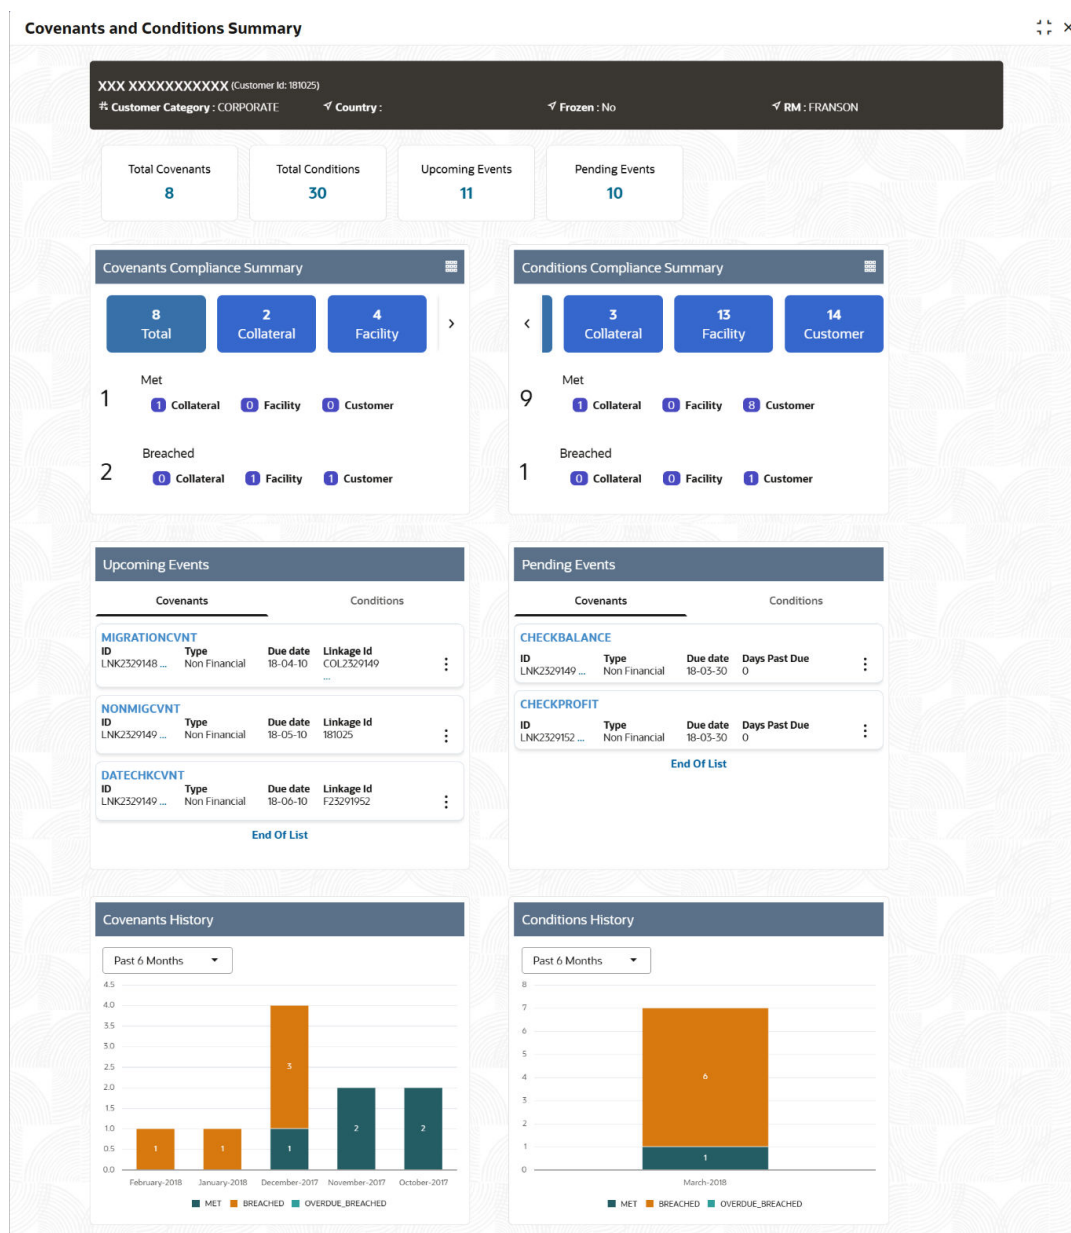 Covenants and Conditions Summary
XXX XXXXXXXXXXX (Customer Id: 181025)
Customer Category : CORPORATE Country : Frozen : No RM : FRANSON
Total Covenants Total Conditions Upcoming Events Pending Events
8 30 11 10
Covenants Compliance Summary
8 2 4
Total Collateral Facility
Met
1 1 Collateral 0 Facility 0 Customer
Breached
2 0 Collateral 1 Facility 1 Customer
Conditions Compliance Summary
3 13 14
Collateral Facility Customer
Met
9 1 Collateral 0 Facility 8 Customer
Breached
1 0 Collateral 0 Facility 1 Customer
Upcoming Events
Covenants Conditions
MIGRATIONCVNT
ID Type Due date Linkage Id
LNK2329148 ... Non Financial 18-04-10 COL2329149
...
NONMIGCVNT
ID Type Due date Linkage Id
LNK2329149 ... Non Financial 18-05-10 181025
DATECHKCVNT
ID Type Due date Linkage Id
LNK2329149 ... Non Financial 18-06-10 F23291952
End Of List
Pending Events
Covenants Conditions
CHECKBALANCE
ID Type Due date Days Past Due
LNK2329149 ... Non Financial 18-03-30 0
CHECKPROFIT
ID Type Due date Days Past Due
LNK2329152 ... Non Financial 18-03-30 0
End Of List
Covenants History
Past 6 Months
4.5
4.0
3.5
3.0
2.5
3
2.0
1.5
1.0
2 2
0.5
1 1 1
0.0
February-2018 January-2018 December-2017 November-2017 October-2017
MET BREACHED OVERDUE_BREACHED
Conditions History
Past 6 Months
8
7
6
5
4
6
3
2
1
1
0
March-2018
MET BREACHED OVERDUE_BREACHED